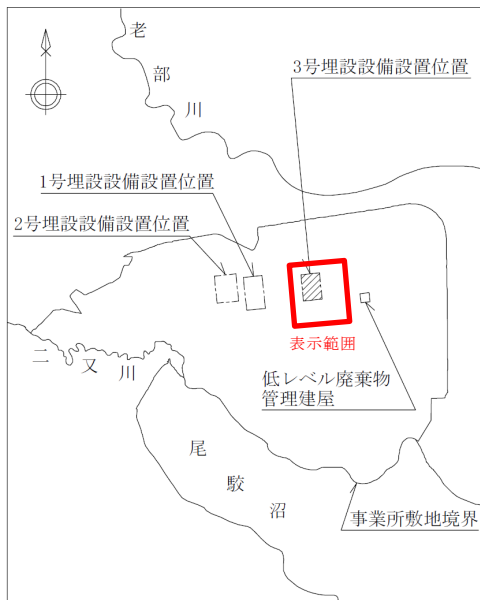 老部川
3号埋設設備設置位置
1号埋設設備設置位置
2号埋設設備設置位置
表示範囲
二又川
低レベル廃棄物
管理建屋
尾駮沼
事業所敷地境界